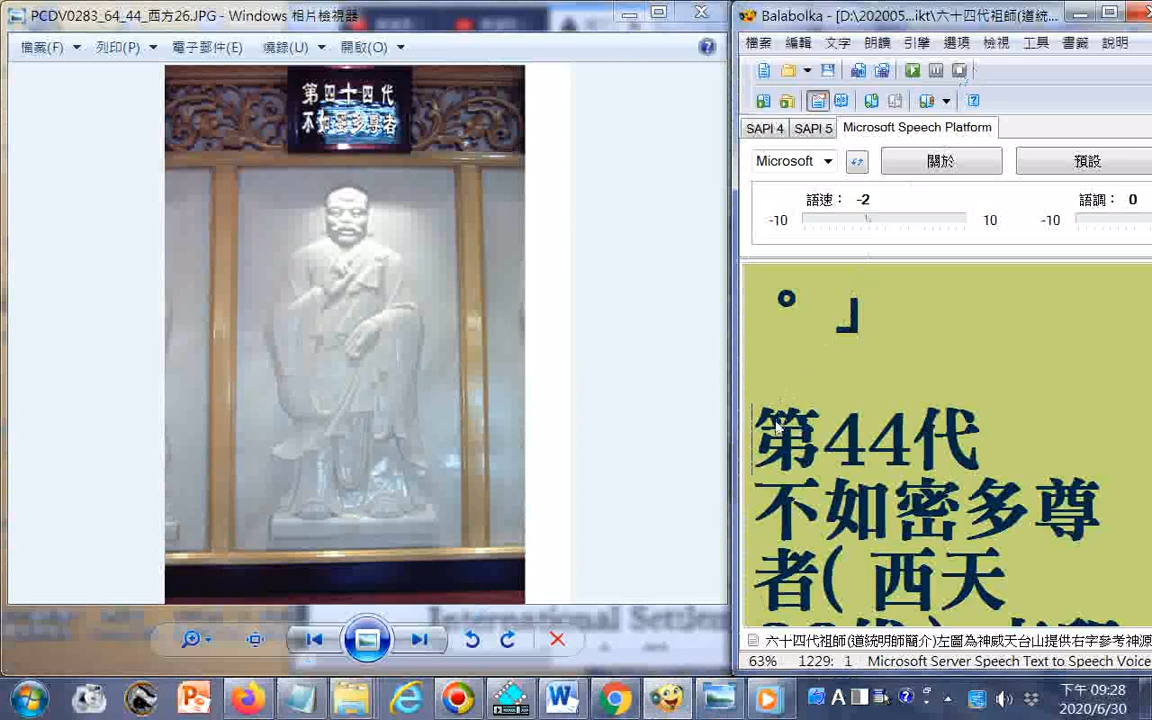 PCDV0283_64_44_西方26.JPG - Windows 相片檢視器
檔案(F) 列印(P) 電子郵件(E) 燒錄(U) 開啟(O)
第四十四代
不如密多尊者
International Settlem
Balabolka - [D:\202005...ikt\六十四代祖師(道統...
檔案 編輯 文字 朗讀 引擎 選項 檢視 工具 書籤 說明
SAPI 4 SAPI 5 Microsoft Speech Platform
Microsoft 關於 預設
語速： -2 語調： 0
-10 10 -10
。」
第44代
不如密多尊
者( 西天
六十四代祖師(道統明師簡介)左圖為神威天台山提供右字參考神源
63% 1229: 1 Microsoft Server Speech Text to Speech Voice
下午 09:28
2020/6/30